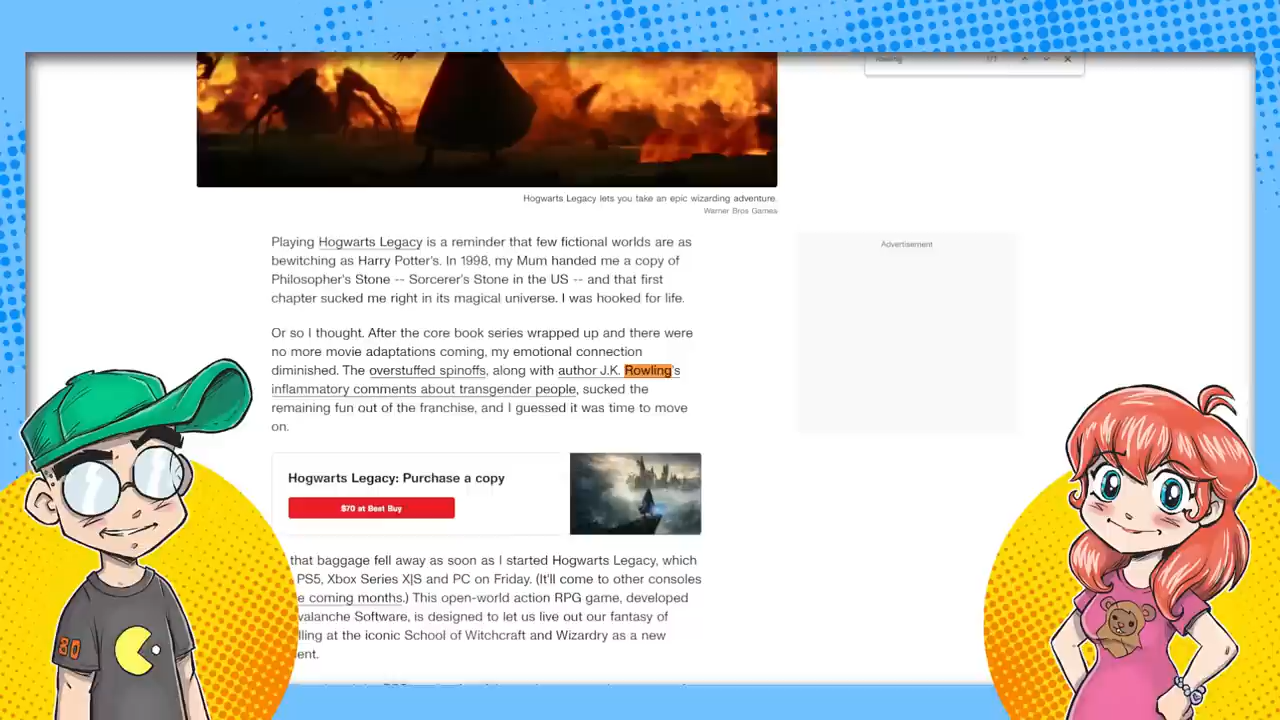 rowling 1/1
Hogwarts Legacy lets you take an epic wizarding adventure.
Warner Bros Games
Playing Hogwarts Legacy is a reminder that few fictional worlds are as
bewitching as Harry Potter's. In 1998, my Mum handed me a copy of
Philosopher's Stone -- Sorcerer's Stone in the US -- and that first
chapter sucked me right in its magical universe. I was hooked for life.
Advertisement
Or so I thought. After the core book series wrapped up and there were
no more movie adaptations coming, my emotional connection
diminished. The overstuffed spinoffs, along with author J.K. Rowling's
inflammatory comments about transgender people, sucked the
remaining fun out of the franchise, and I guessed it was time to move
on.
Hogwarts Legacy: Purchase a copy
$70 at Best Buy
that baggage fell away as soon as I started Hogwarts Legacy, which
PS5, Xbox Series X|S and PC on Friday. (It'll come to other consoles
e coming months.) This open-world action RPG game, developed
valanche Software, is designed to let us live out our fantasy of
lling at the iconic School of Witchcraft and Wizardry as a new
ent.
80